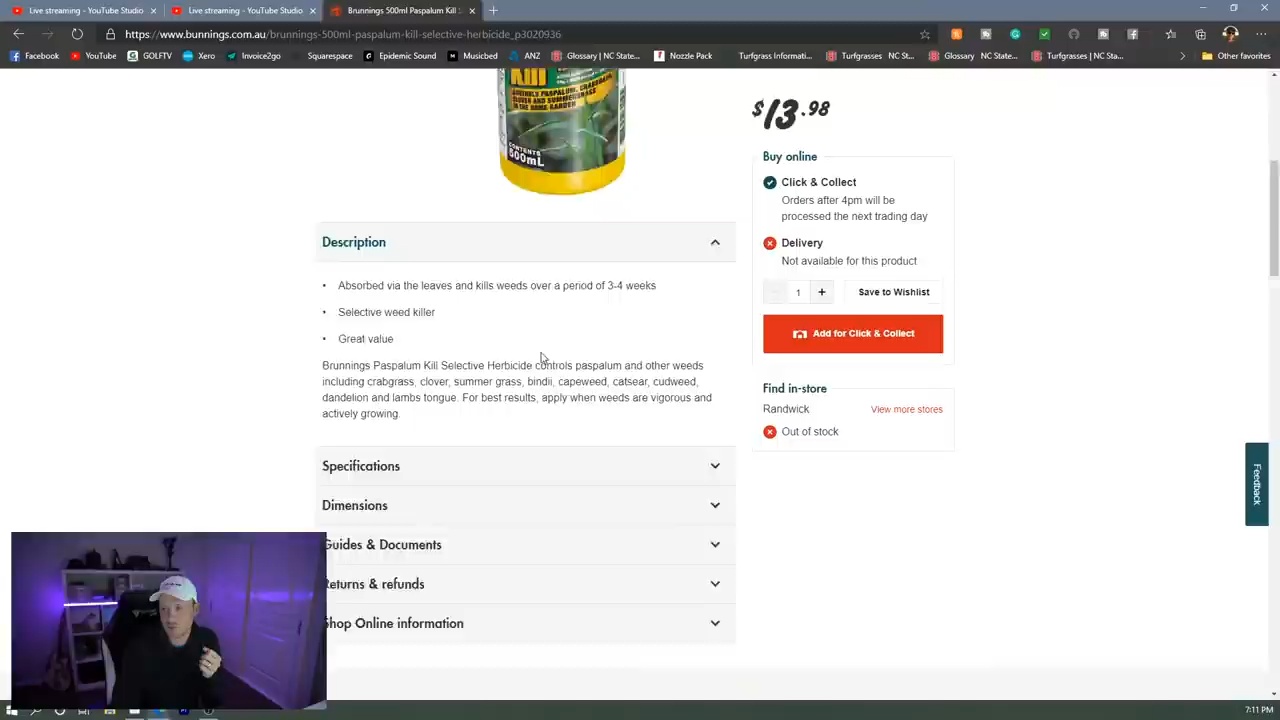 Live streaming - YouTube Studio
Live streaming - YouTube Studio
Brunnings 500ml Paspalum Kill
https://www.bunnings.com.au/brunnings-500ml-paspalum-kill-selective-herbicide_p3020936
Facebook
YouTube
GOLFTV
Xero
Invoice2go
Squarespace
Epidemic Sound
Musicbed
ANZ
Glossary | NC State...
Nozzle Pack
Turfgrass Informati...
Turfgrasses NC St...
Glossary | NC State...
Turfgrasses | NC Sta...
Other favorites
Kill
CONTENTS
500mL
$13.98
Buy online
Click & Collect
Orders after 4pm will be
processed the next trading day
Delivery
Not available for this product
1 +
Save to Wishlist
Add for Click & Collect
Find in-store
Randwick
View more stores
Out of stock
Description
• Absorbed via the leaves and kills weeds over a period of 3-4 weeks
• Selective weed killer
• Great value
Brunnings Paspalum Kill Selective Herbicide controls paspalum and other weeds
including crabgrass, clover, summer grass, bindii, capeweed, catsear, cudweed,
dandelion and lambs tongue. For best results, apply when weeds are vigorous and
actively growing.
Specifications
Dimensions
Guides & Documents
Returns & refunds
Shop Online information
Feedback
7:11 PM